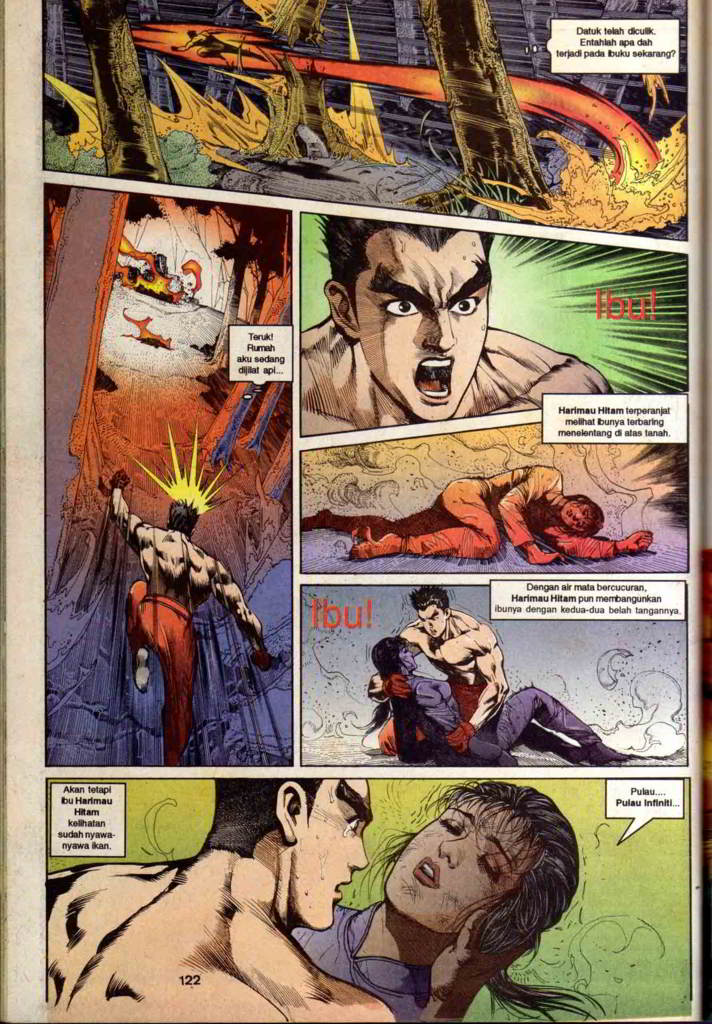 Datuk telah diculik.
Entahlah apa dah
terjadi pada Ibuku sekarang?
Teruk!
Rumah
aku sedang
dijilat api...
Ibu!
Harimau Hitam terperanjat
melihat Ibunya terbaring
menelentang di atas tanah.
Ibu!
Dengan air mata bercucuran,
Harimau Hitam pun membangunkan
ibunya dengan kedua-dua belah tangannya.
Akan tetapi
Ibu Harimau
Hitam
kelihatan
sudah nyawa-
nyawa ikan.
Pulau....
Pulau Infiniti...
122